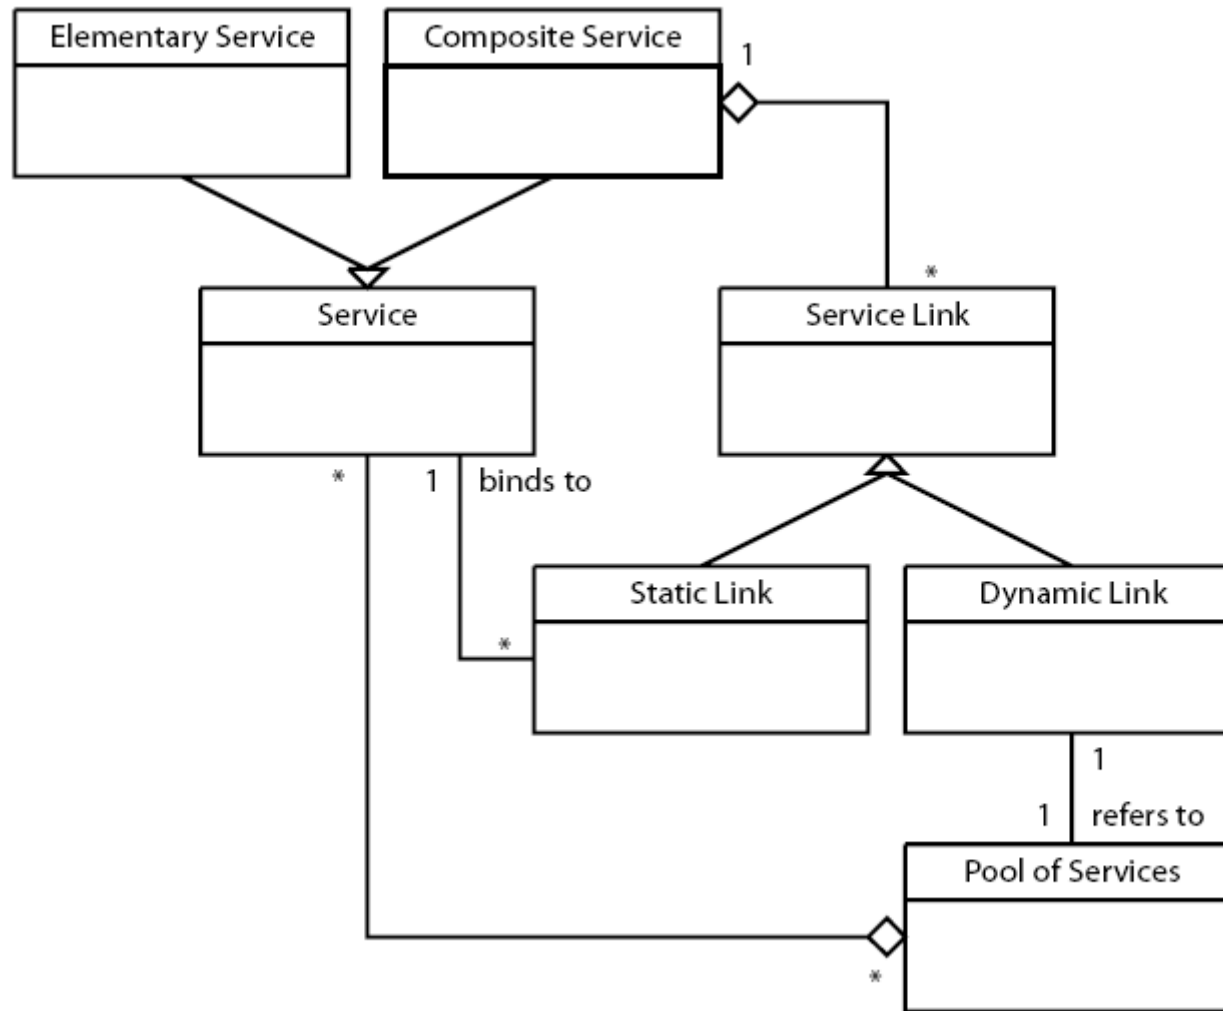 Elementary Service
Composite Service
1
*
Service
Service Link
*
1
binds to
Static Link
Dynamic Link
*
1
1
refers to
Pool of Services
*